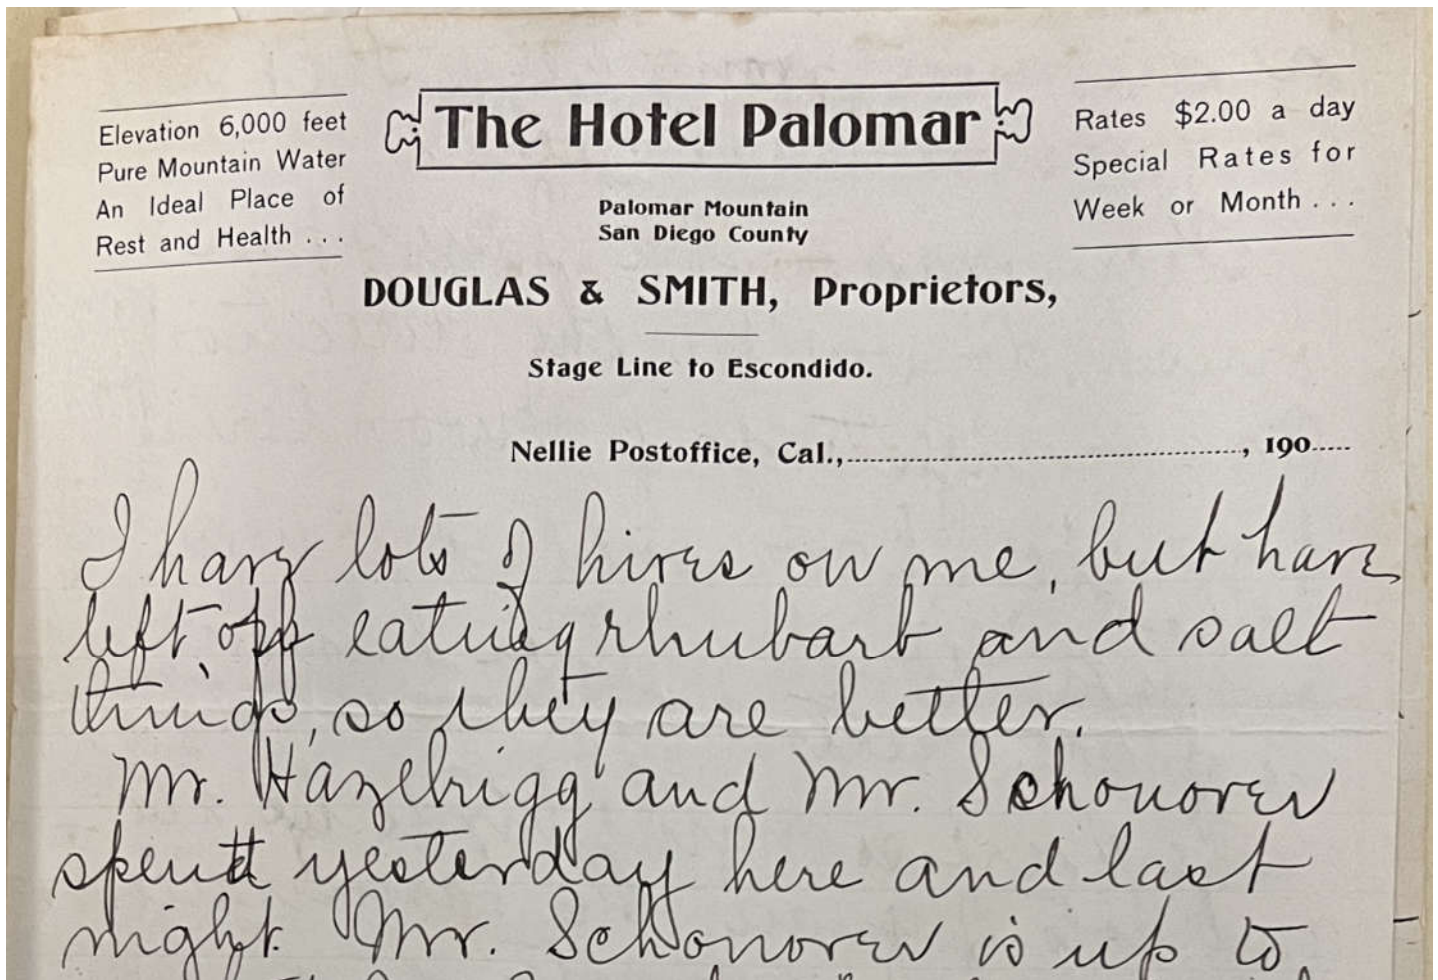 Elevation 6,000 feet
Pure Mountain Water
An Ideal Place of
Rest and Health ...
The Hotel Palomar
Rates $2.00 a day
Special Rates for
Week or Month ...
Palomar Mountain
San Diego County
DOUGLAS & SMITH, Proprietors,
Stage Line to Escondido.
Nellie Postoffice, Cal.,......................................................, 190.....
I have lots of hives on me, but have
left off eating rhubarb and salt
things, so they are better.
Mr. Hazelrigg and Mr. Schonover
spent yesterday here and last
night. Mr. Schonover is up to